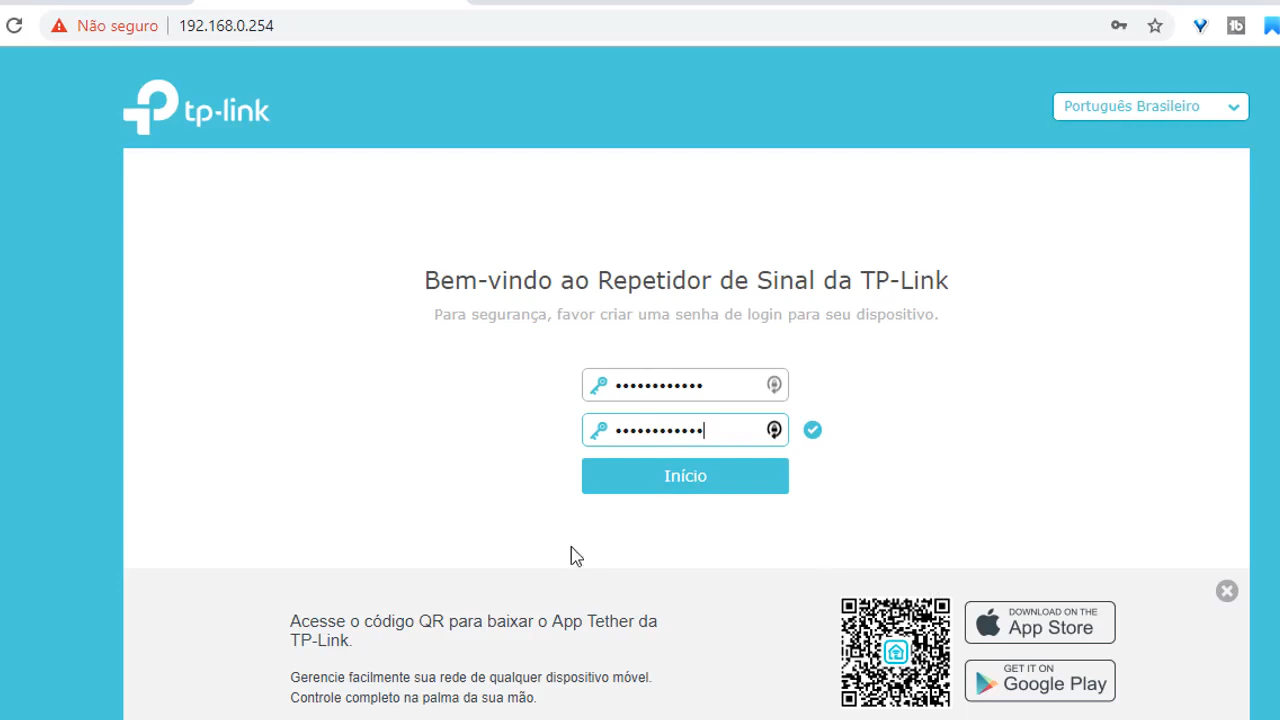 Não seguro 192.168.0.254
tp-link
Português Brasileiro
Bem-vindo ao Repetidor de Sinal da TP-Link
Para segurança, favor criar uma senha de login para seu dispositivo.
••••••••••••
••••••••••••
Início
Acesse o código QR para baixar o App Tether da
TP-Link.
Gerencie facilmente sua rede de qualquer dispositivo móvel.
Controle completo na palma da sua mão.
DOWNLOAD ON THE
App Store
GET IT ON
Google Play